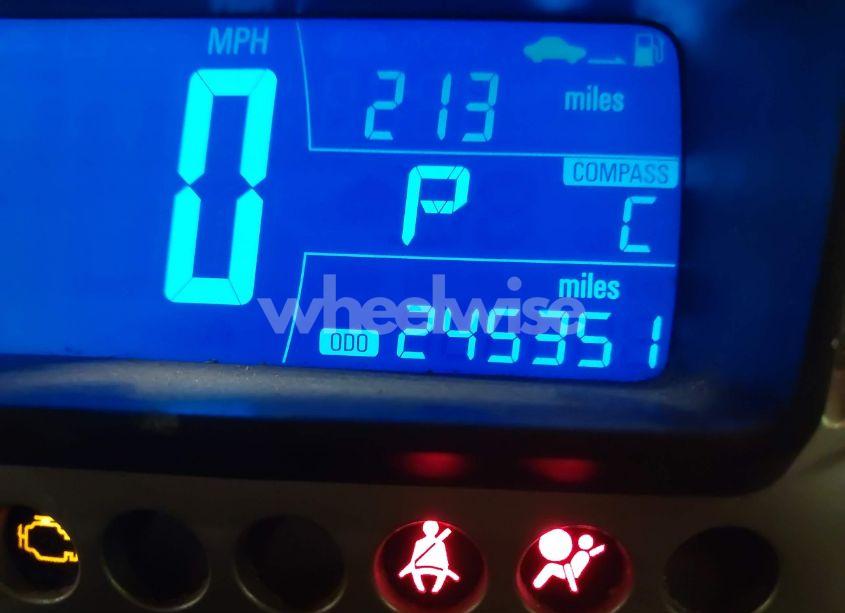 MPH
0
213 miles
P
COMPASS
C
miles
ODO 245351
wheelwise